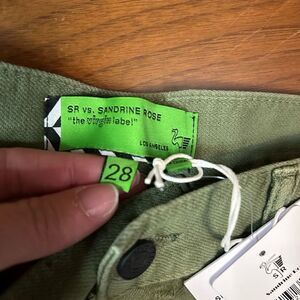 SR vs. SANDRINE ROSE
"the virgin label"
LOS ANGELES
28
S R